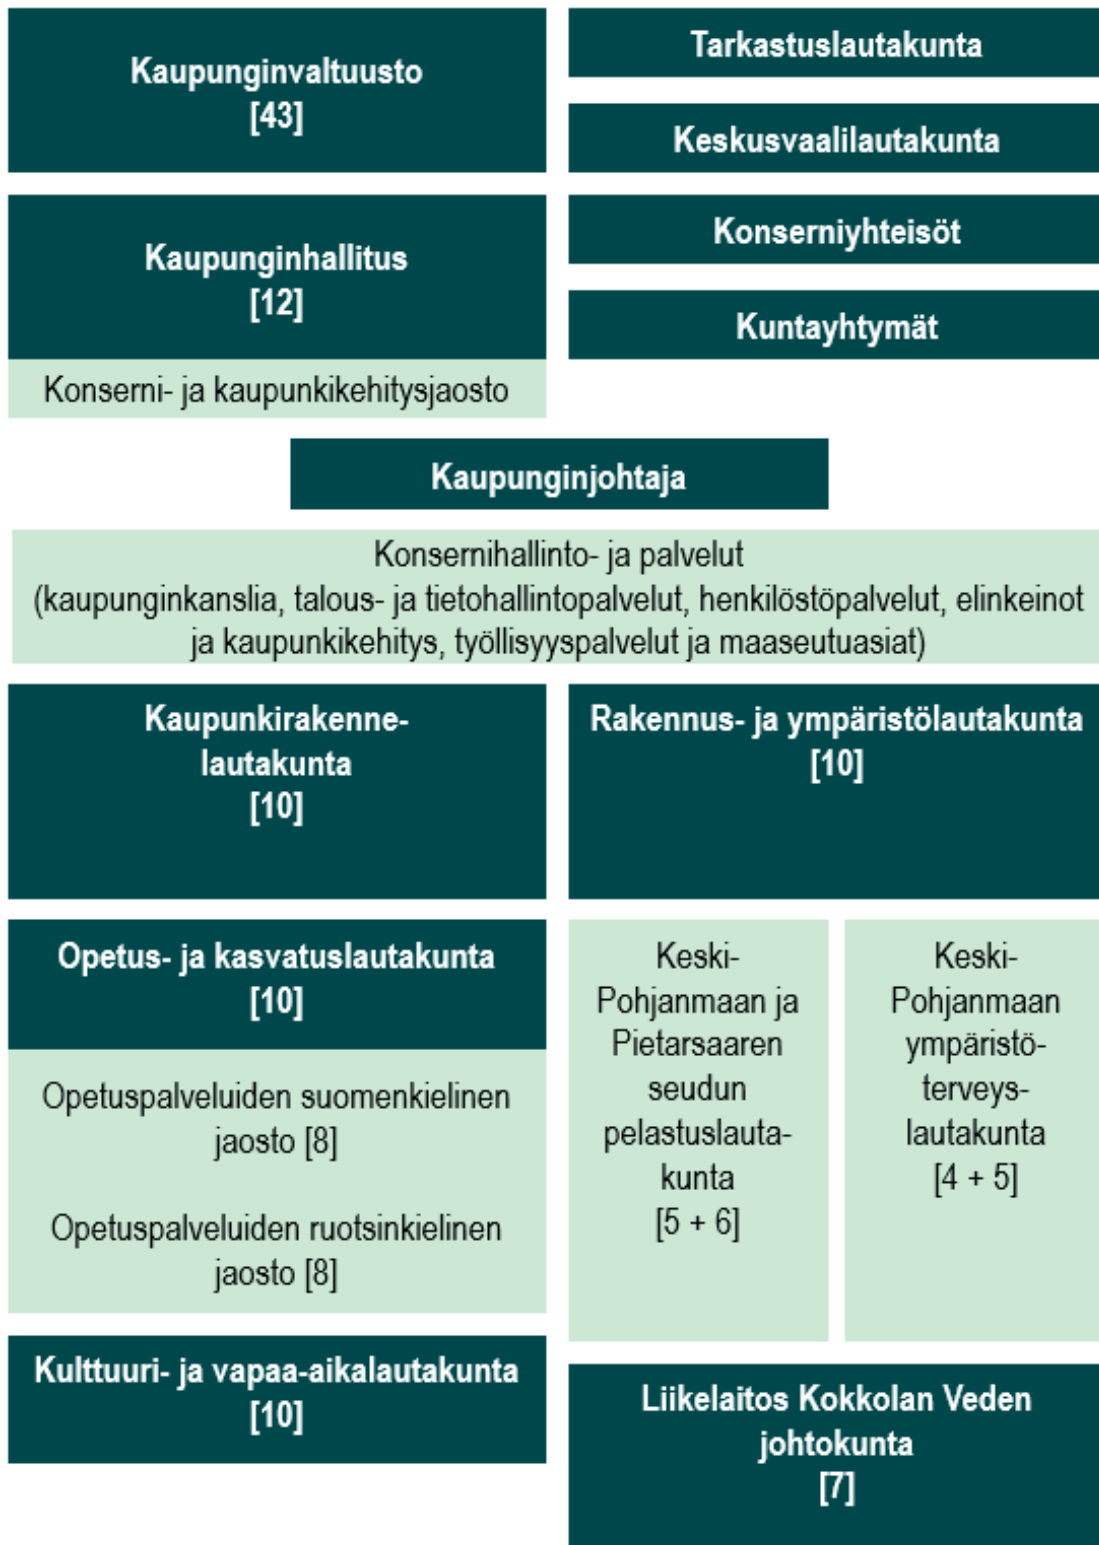 Kaupunginvaltuusto
[43]
Tarkastuslautakunta
Keskusvaalilautakunta
Kaupunginhallitus
[12]
Konserni- ja kaupunkikehitysjaosto
Konserniyhteisöt
Kuntayhtymät
Kaupunginjohtaja
Konsernihallinto- ja palvelut
(kaupunginkanslia, talous- ja tietohallintopalvelut, henkilöstöpalvelut, elinkeinot
ja kaupunkikehitys, työllisyyspalvelut ja maaseutuasiat)
Kaupunkirakenne-
lautakunta
[10]
Rakennus- ja ympäristölautakunta
[10]
Opetus- ja kasvatuslautakunta
[10]
Opetuspalveluiden suomenkielinen
jaosto [8]
Opetuspalveluiden ruotsinkielinen
jaosto [8]
Keski-
Pohjanmaan ja
Pietarsaaren
seudun
pelastuslauta-
kunta
[5 + 6]
Keski-
Pohjanmaan
ympäristö-
terveys-
lautakunta
[4 + 5]
Kulttuuri- ja vapaa-aikalautakunta
[10]
Liikelaitos Kokkolan Veden
johtokunta
[7]